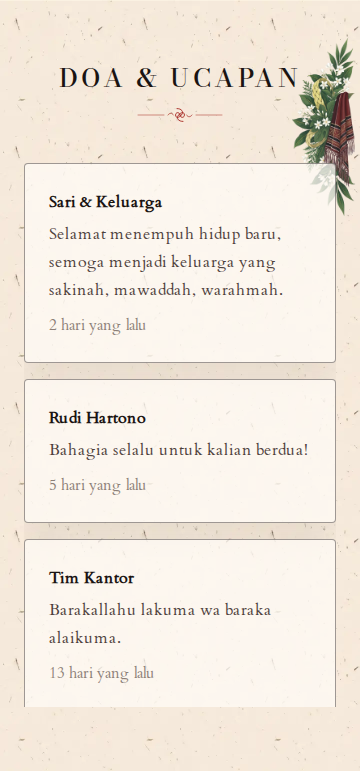 DOA & UCAPAN
Sari & Keluarga
Selamat menempuh hidup baru,
semoga menjadi keluarga yang
sakinah, mawaddah, warahmah.
2 hari yang lalu
Rudi Hartono
Bahagia selalu untuk kalian berdua!
5 hari yang lalu
Tim Kantor
Barakallahu lakuma wa baraka
alaikuma.
13 hari yang lalu